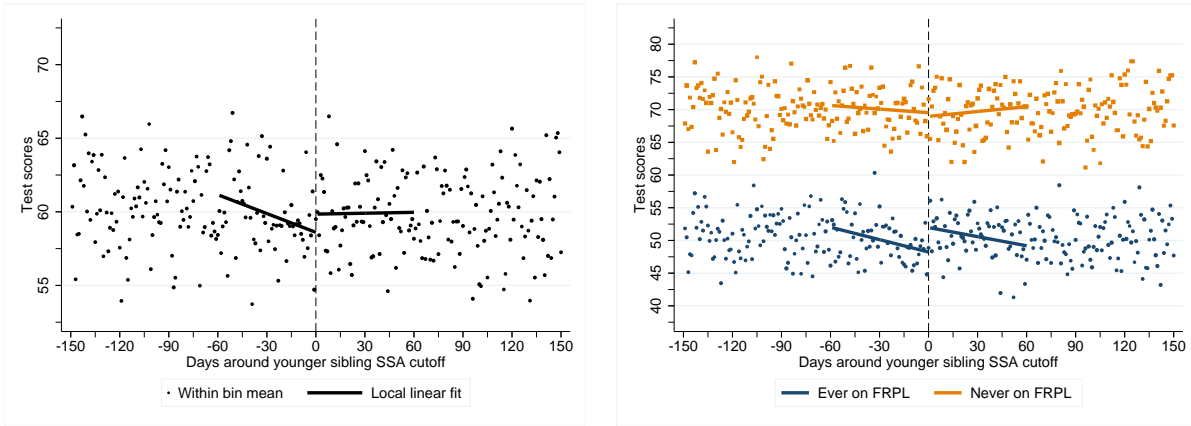 Test scores
70
65
60
55
-150 -120 -90 -60 -30 0 30 60 90 120 150
Days around younger sibling SSA cutoff
Within bin mean Local linear fit
Test scores
80
75
70
65
60
55
50
45
40
-150 -120 -90 -60 -30 0 30 60 90 120 150
Days around younger sibling SSA cutoff
Ever on FRPL Never on FRPL